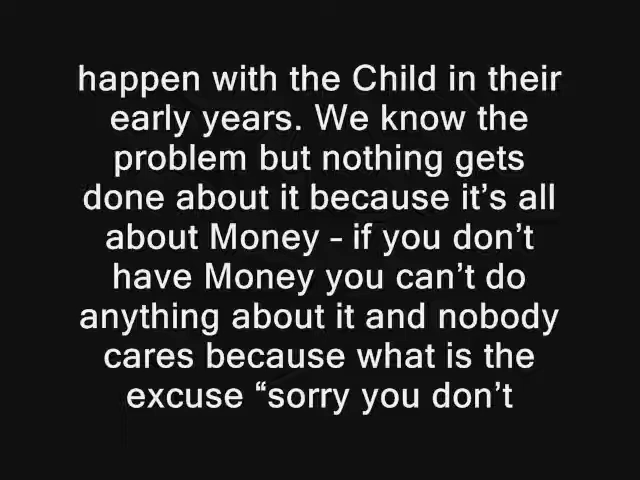 happen with the Child in their
early years. We know the
problem but nothing gets
done about it because it’s all
about Money – if you don’t
have Money you can’t do
anything about it and nobody
cares because what is the
excuse “sorry you don’t